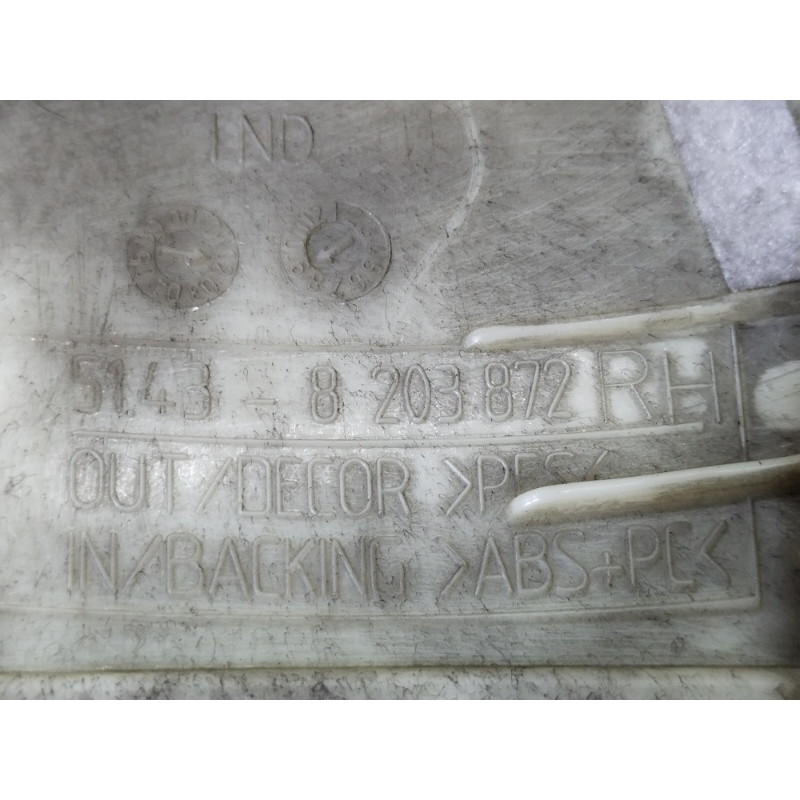 IND
51.43 - 8 203 872 RH
OUT/DECOR >PES<
IN/BACKING >ABS+PC<